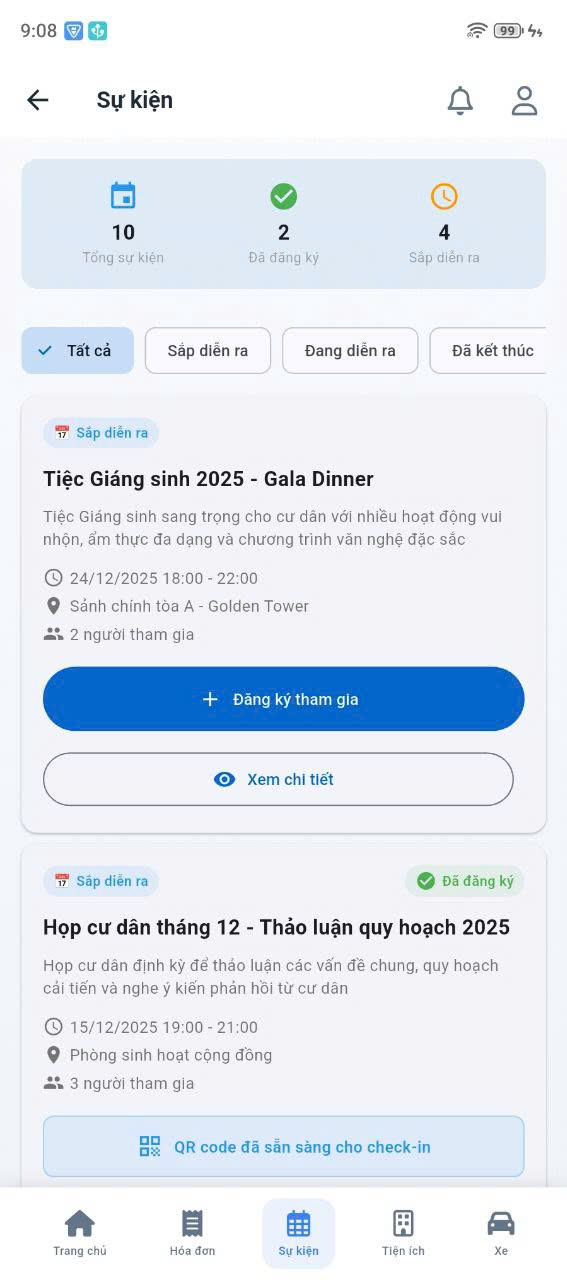 9:08
99
Sự kiện
10
2
4
Tổng sự kiện
Đã đăng ký
Sắp diễn ra
Tất cả
Sắp diễn ra
Đang diễn ra
Đã kết thúc
Sắp diễn ra
Tiệc Giáng sinh 2025 - Gala Dinner
Tiệc Giáng sinh sang trọng cho cư dân với nhiều hoạt động vui
nhộn, ẩm thực đa dạng và chương trình văn nghệ đặc sắc
24/12/2025 18:00 - 22:00
Sảnh chính tòa A - Golden Tower
2 người tham gia
Đăng ký tham gia
Xem chi tiết
Sắp diễn ra
Đã đăng ký
Họp cư dân tháng 12 - Thảo luận quy hoạch 2025
Họp cư dân định kỳ để thảo luận các vấn đề chung, quy hoạch
cải tiến và nghe ý kiến phản hồi từ cư dân
15/12/2025 19:00 - 21:00
Phòng sinh hoạt cộng đồng
3 người tham gia
QR code đã sẵn sàng cho check-in
Trang chủ
Hóa đơn
Sự kiện
Tiện ích
Xe